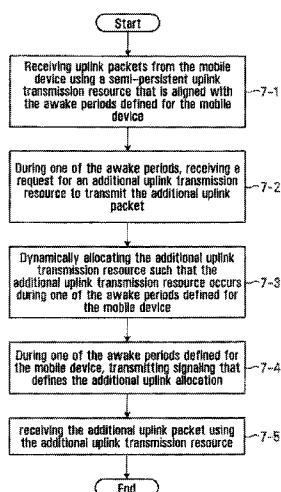 Start
Receiving uplink packets from the mobile
device using a semi-persistent uplink
transmission resource that is aligned with
the awake periods defined for the mobile
device
7-1
During one of the awake periods, receiving a
request for an additional uplink transmission
resource to transmit the additional uplink
packet
7-2
Dynamically allocating the additional uplink
transmission resource such that the
additional uplink transmission resource occurs
during one of the awake periods defined for
the mobile device
7-3
During one of the awake periods defined for
the mobile device, transmitting signaling that
defines the additional uplink allocation
7-4
receiving the additional uplink packet using
the additional uplink transmission resource
7-5
End